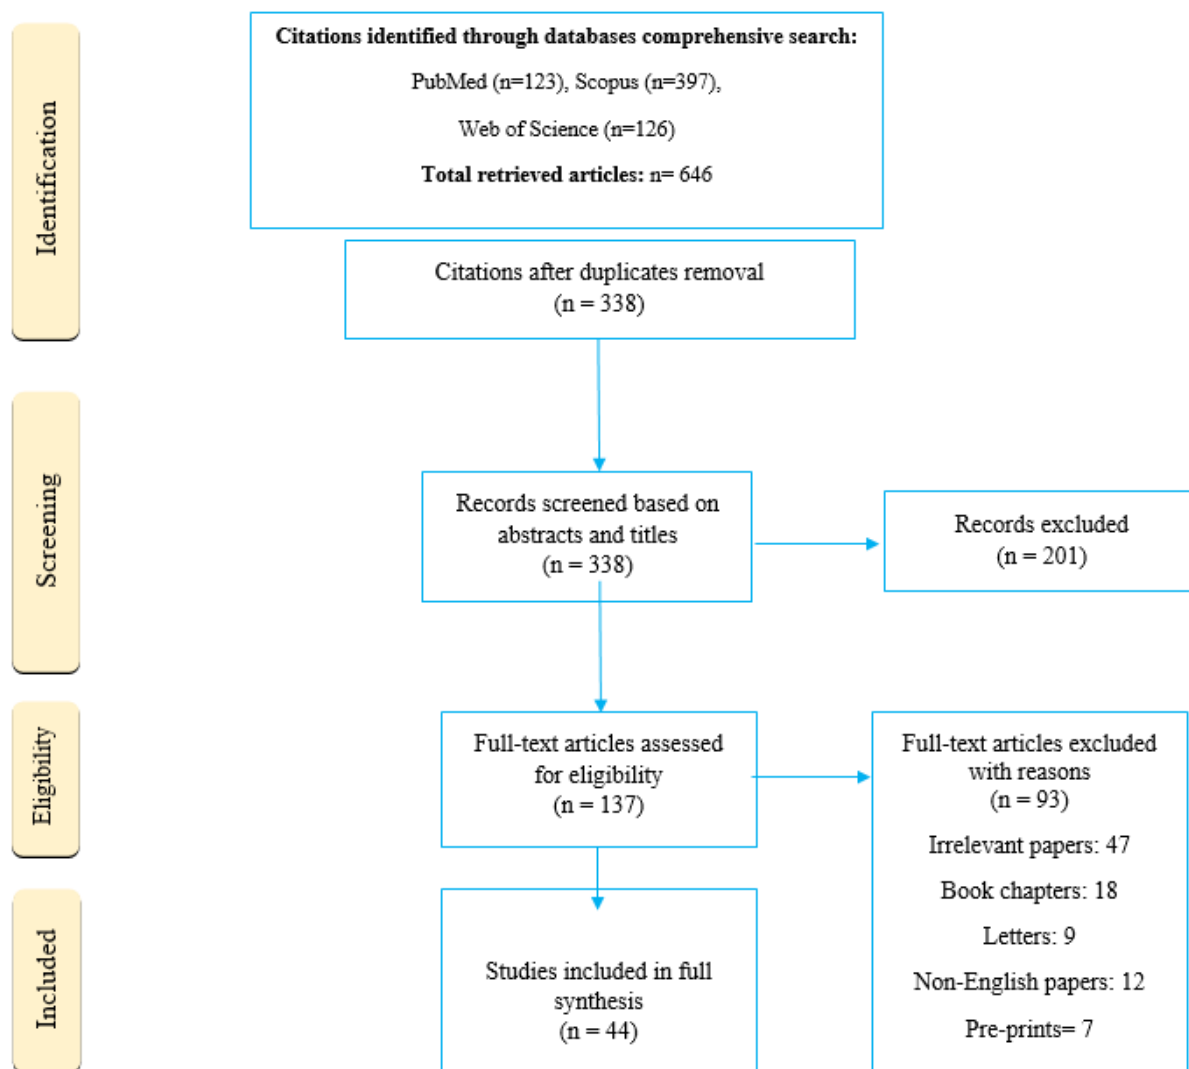 Identification
Citations identified through databases comprehensive search:
PubMed (n=123), Scopus (n=397),
Web of Science (n=126)
Total retrieved articles: n= 646
Citations after duplicates removal
(n = 338)
Screening
Records screened based on
abstracts and titles
(n = 338)
Records excluded
(n = 201)
Eligibility
Full-text articles assessed
for eligibility
(n = 137)
Full-text articles excluded
with reasons
(n = 93)
Irrelevant papers: 47
Book chapters: 18
Letters: 9
Non-English papers: 12
Pre-prints= 7
Included
Studies included in full
synthesis
(n = 44)